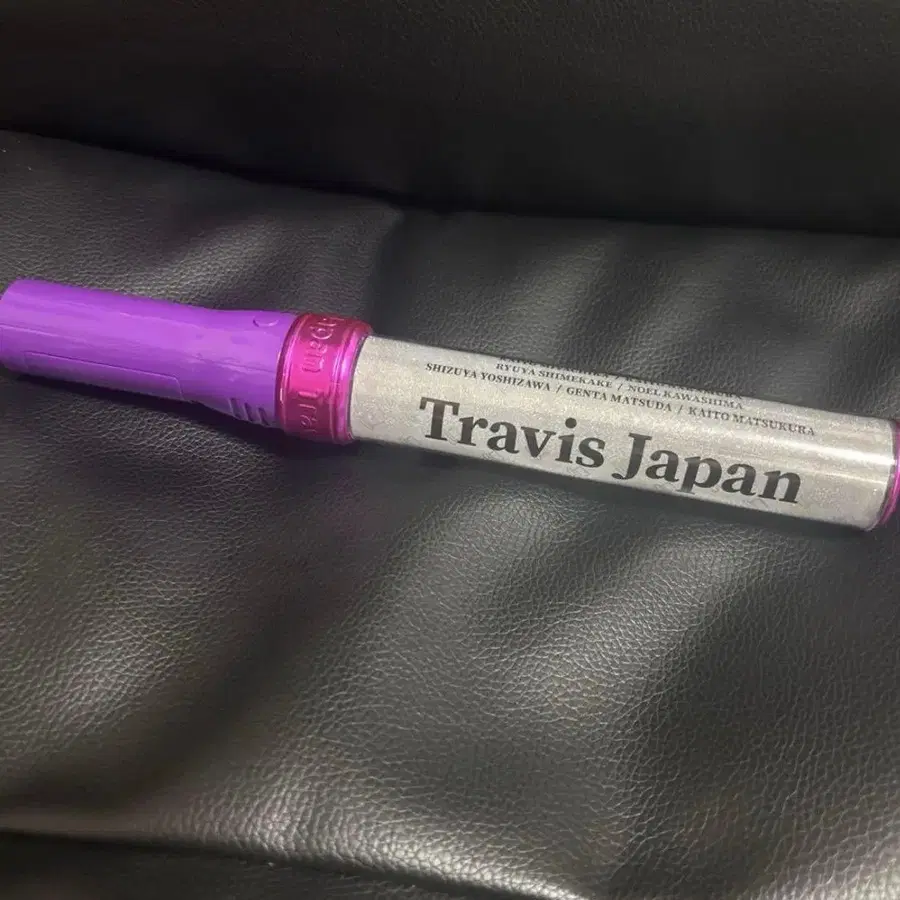 RYUYA SHIMEKAKE / NOEL KAWASHIMA
SHIZUYA YOSHIZAWA / GENTA MATSUDA / KAITO MATSUKURA
Travis Japan